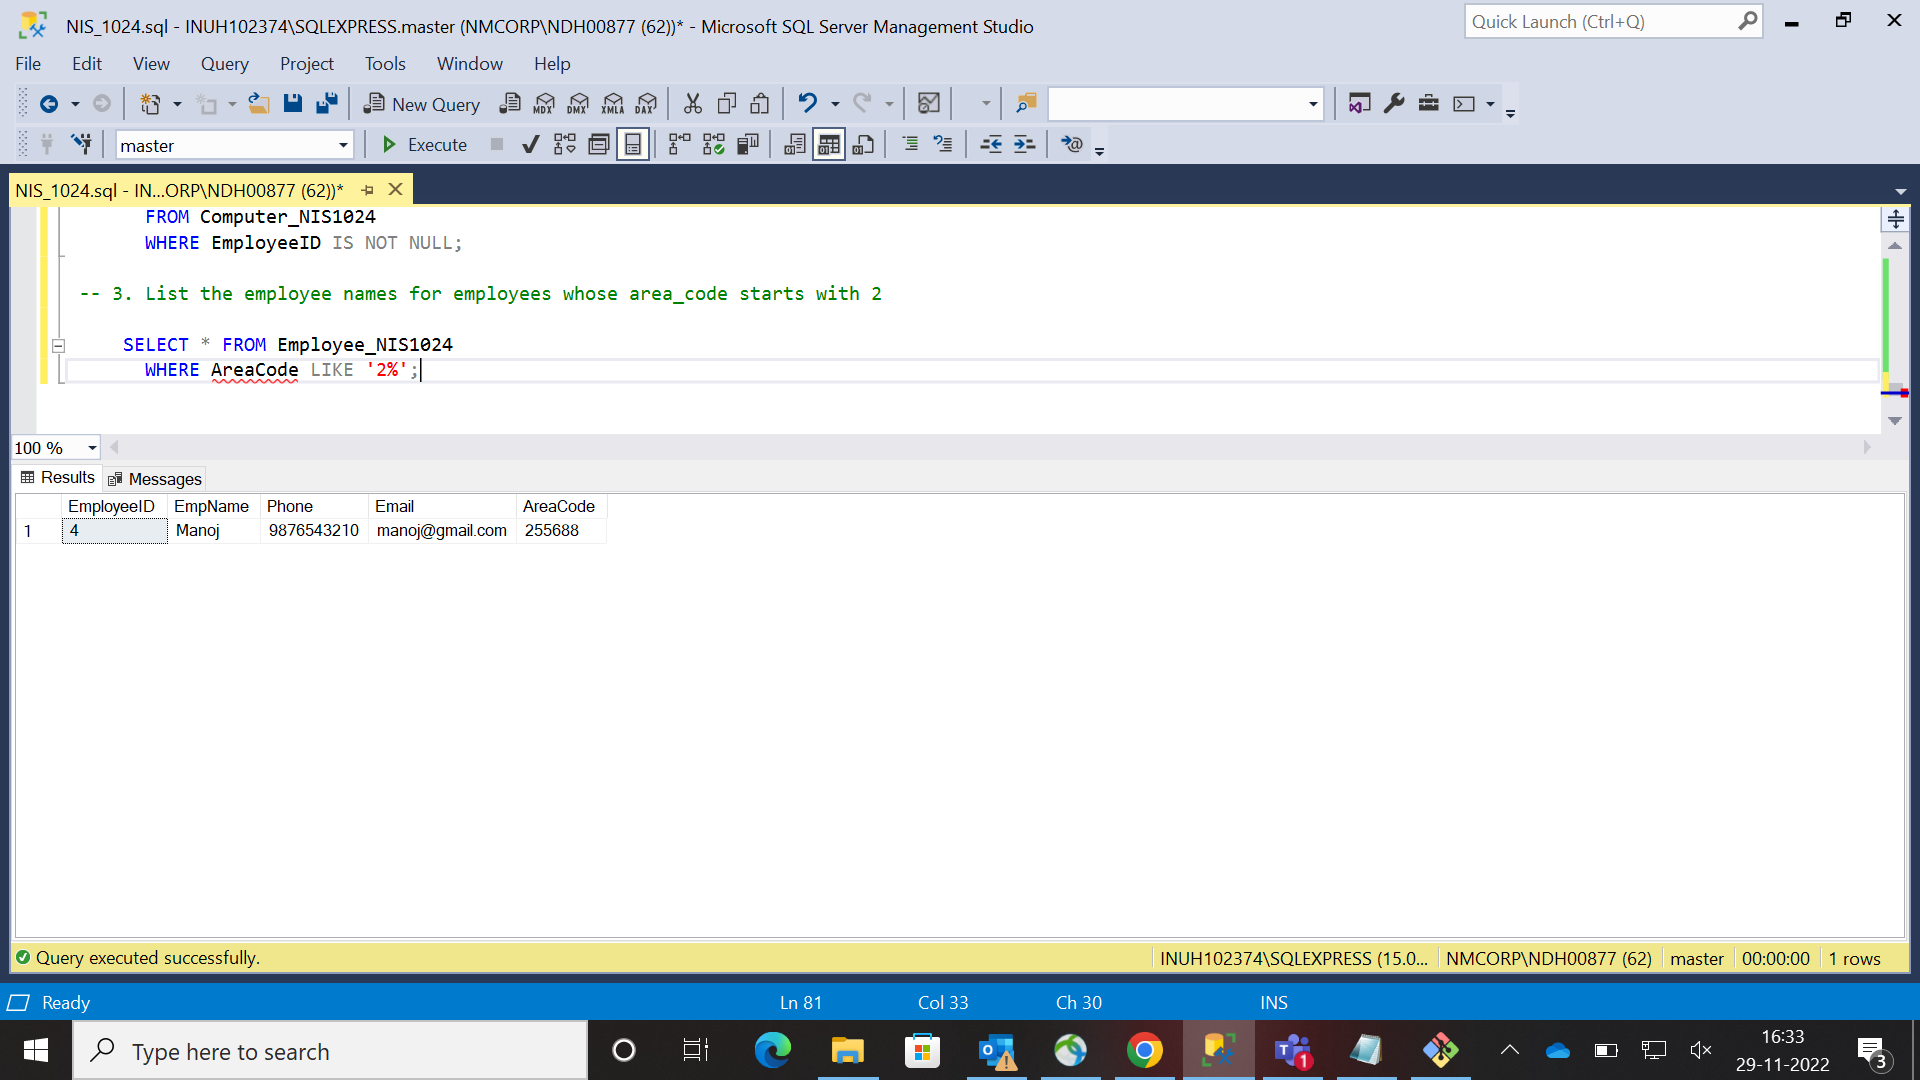 NIS_1024.sql - INUH102374\SQLEXPRESS.master (NMCORP\NDH00877 (62))* - Microsoft SQL Server Management Studio
Quick Launch (Ctrl+Q)
File Edit View Query Project Tools Window Help
New Query MDX DMX XMLA DAX
master Execute
NIS_1024.sql - IN...ORP\NDH00877 (62))*
FROM Computer_NIS1024
WHERE EmployeeID IS NOT NULL;
-- 3. List the employee names for employees whose area_code starts with 2
SELECT * FROM Employee_NIS1024
WHERE AreaCode LIKE '2%';
100 %
Results Messages
EmployeeID EmpName Phone Email AreaCode
1 4 Manoj 9876543210 manoj@gmail.com 255688
Query executed successfully. INUH102374\SQLEXPRESS (15.0... NMCORP\NDH00877 (62) master 00:00:00 1 rows
Ready Ln 81 Col 33 Ch 30 INS
Type here to search
16:33
29-11-2022
1
3